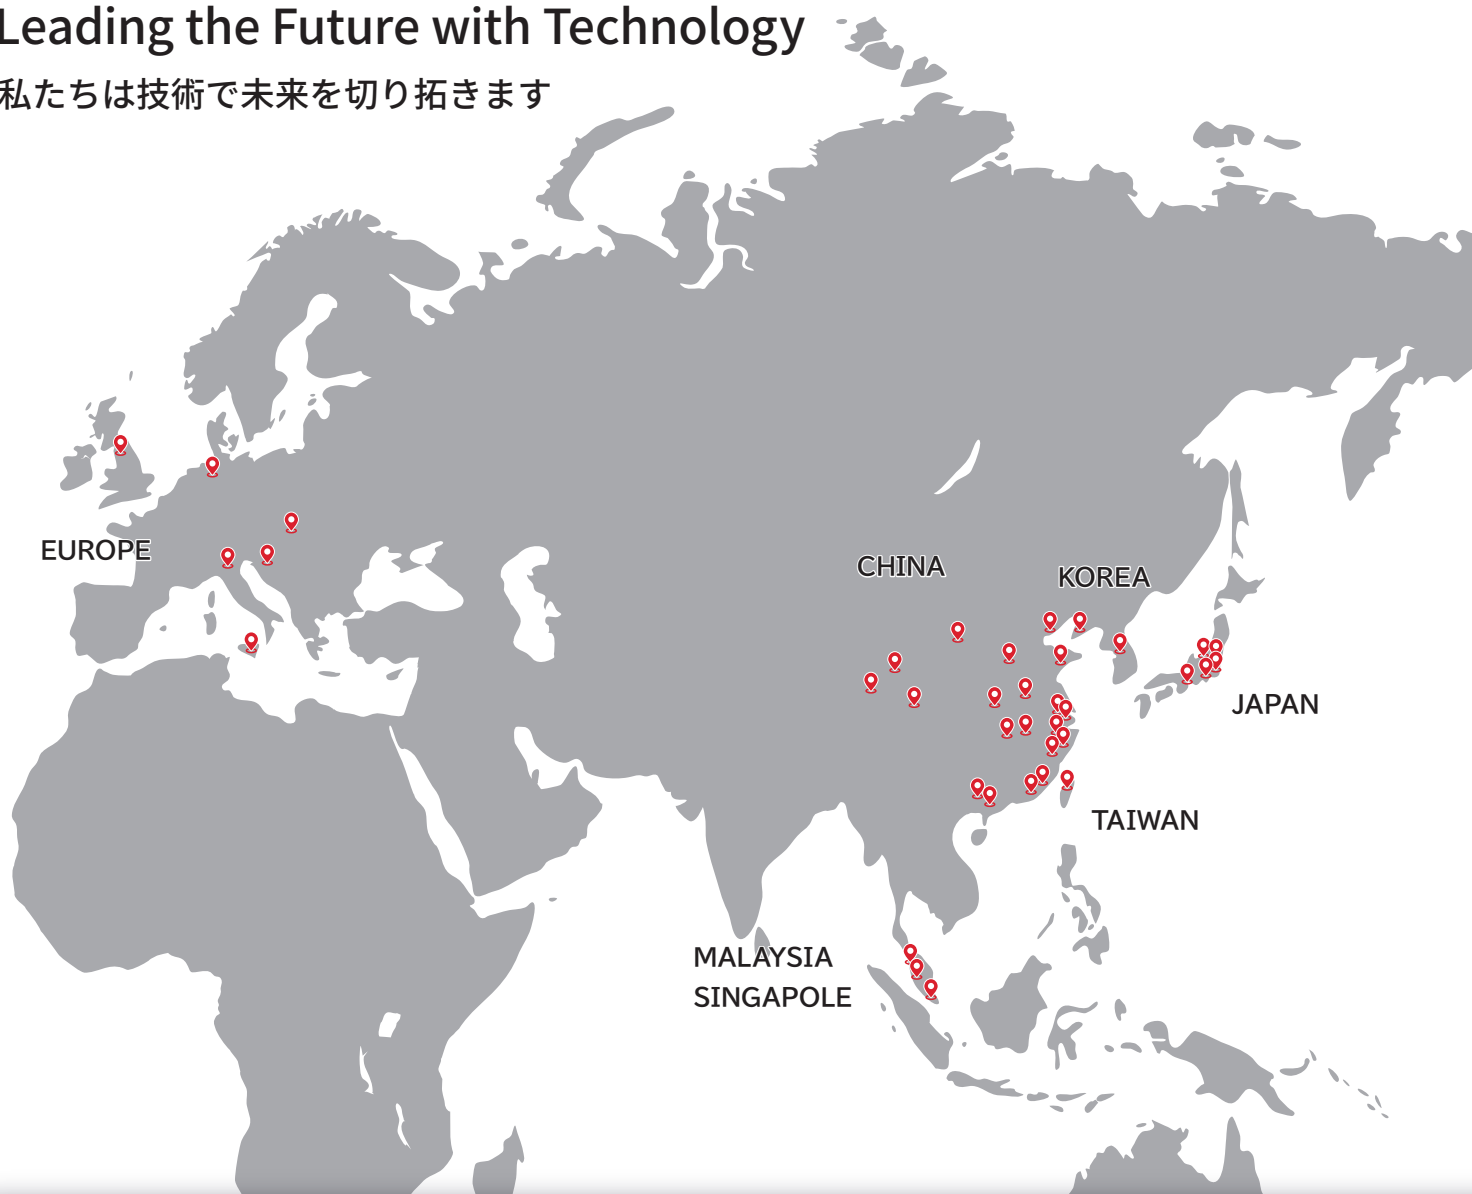 Leading the Future with Technology
私たちは技術で未来を切り拓きます
EUROPE
CHINA
KOREA
JAPAN
TAIWAN
MALAYSIA
SINGAPOLE